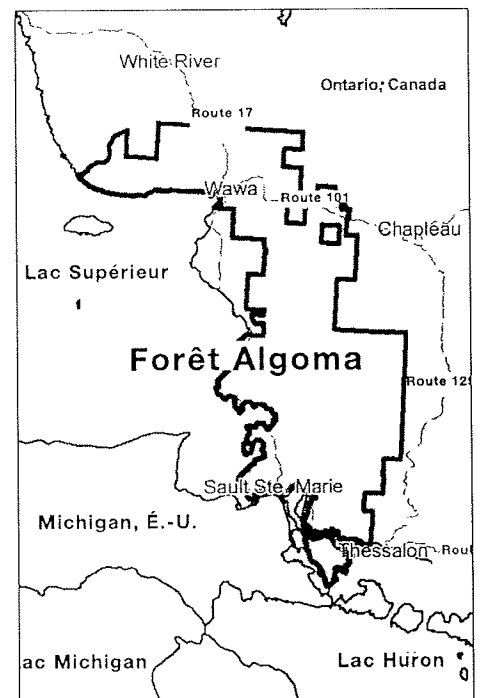 White River
Ontario, Canada
Route 17
Wawa
Route 101
Chapleau
Lac Supérieur
Forêt Algoma
Route 129
Sault Ste. Marie
Michigan, É.-U.
Thessalon
Rout
ac Michigan
Lac Huron